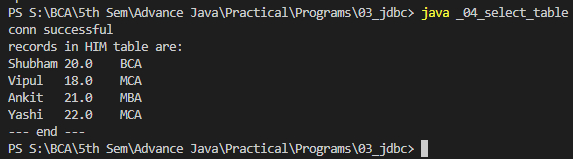 PS S:\BCA\5th Sem\Advance Java\Practical\Programs\03_jdbc> java _04_select_table
conn successful
records in HIM table are:
Shubham 20.0    BCA
Vipul   18.0    MCA
Ankit   21.0    MBA
Yashi   22.0    MCA
--- end ---
PS S:\BCA\5th Sem\Advance Java\Practical\Programs\03_jdbc>